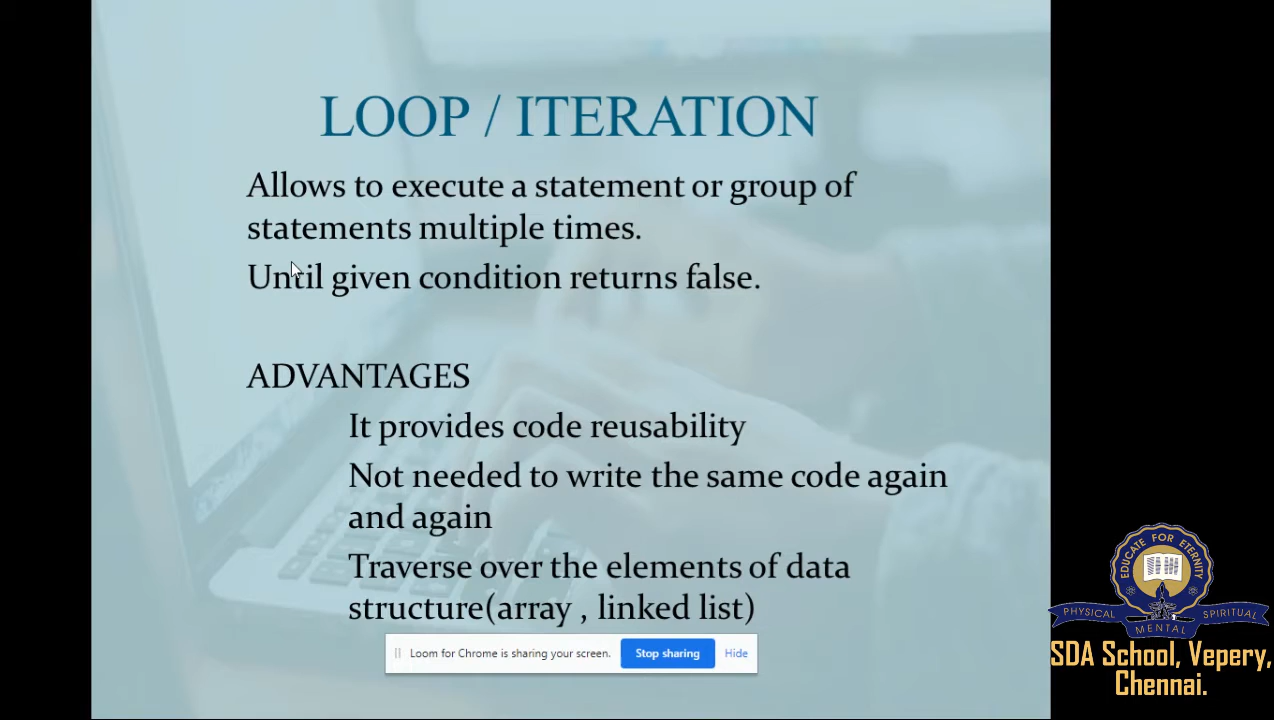 LOOP / ITERATION
Allows to execute a statement or group of
statements multiple times.
Until given condition returns false.
ADVANTAGES
It provides code reusability
Not needed to write the same code again
and again
Traverse over the elements of data
structure(array , linked list)
Loom for Chrome is sharing your screen. Stop sharing Hide
EDUCATE FOR ETERNITY
PHYSICAL MENTAL SPIRITUAL
SDA School, Vepery,
Chennai.